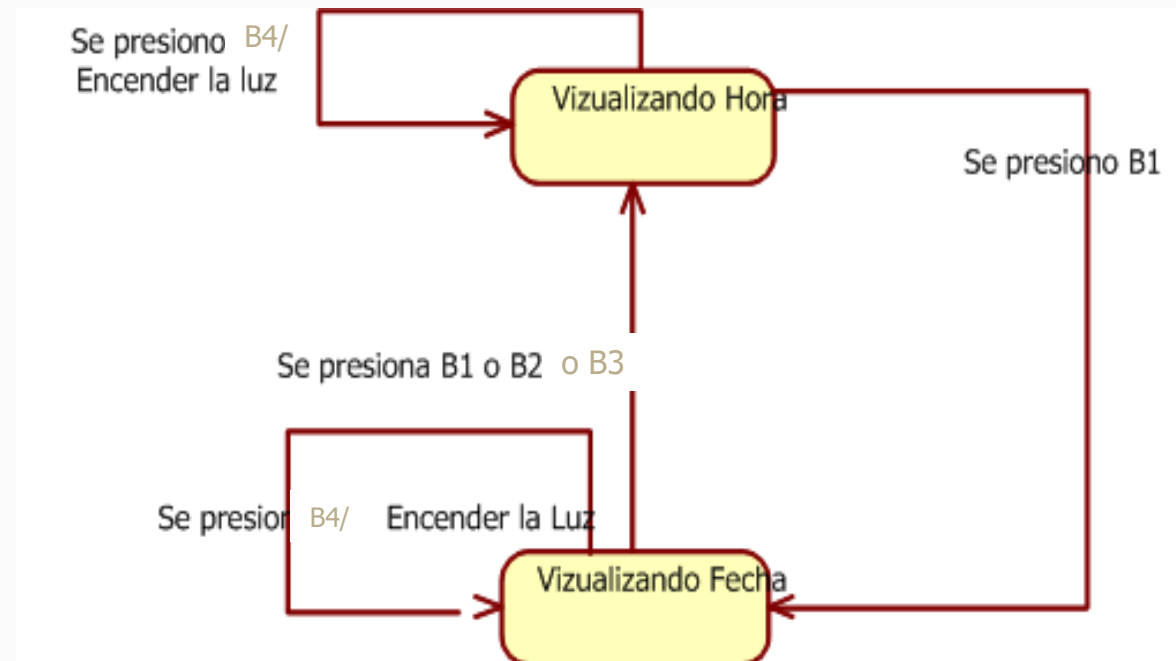 Se presiono B4/
Encender la luz
Vizualizando Hora
Se presiono B1
Se presiona B1 o B2 o B3
Se presior B4/ Encender la Luz
Vizualizando Fecha